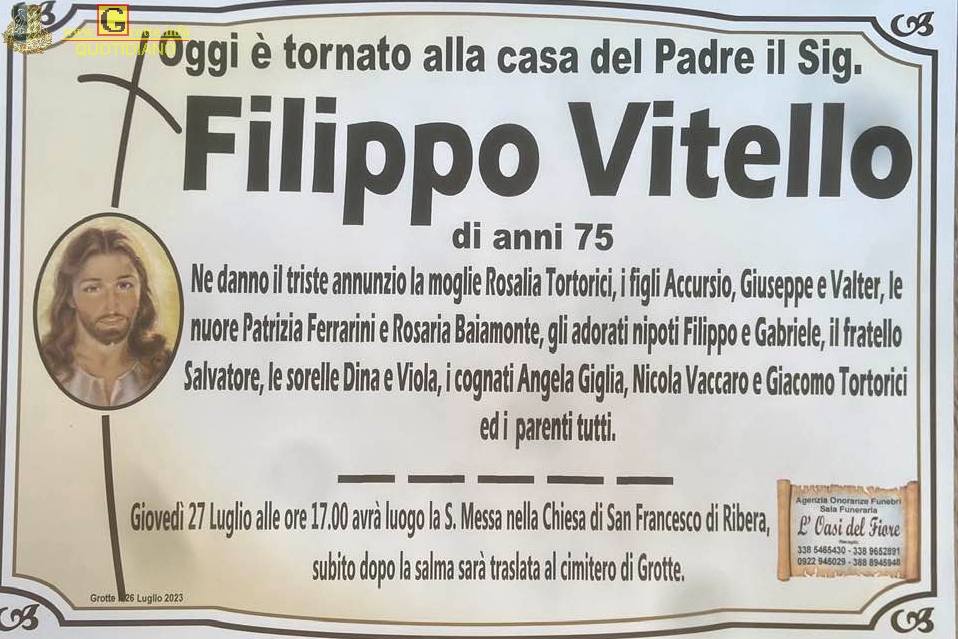 G
QUOTIDIANO
Oggi è tornato alla casa del Padre il Sig.
Filippo Vitello
di anni 75
Ne danno il triste annunzio la moglie Rosalia Tortorici, i figli Accursio, Giuseppe e Valter, le
nuore Patrizia Ferrarini e Rosaria Baiamonte, gli adorati nipoti Filippo e Gabriele, il fratello
Salvatore, le sorelle Dina e Viola, i cognati Angela Giglia, Nicola Vaccaro e Giacomo Tortorici
ed i parenti tutti.
Giovedì 27 Luglio alle ore 17.00 avrà luogo la S. Messa nella Chiesa di San Francesco di Ribera,
subito dopo la salma sarà traslata al cimitero di Grotte.
Agenzia Onoranze Funebri
Sala Funeraria
L' Oasi del Fiore
338 5465430 - 338 9652891
0922 945029 - 388 8945948
Grotte 26 Luglio 2023